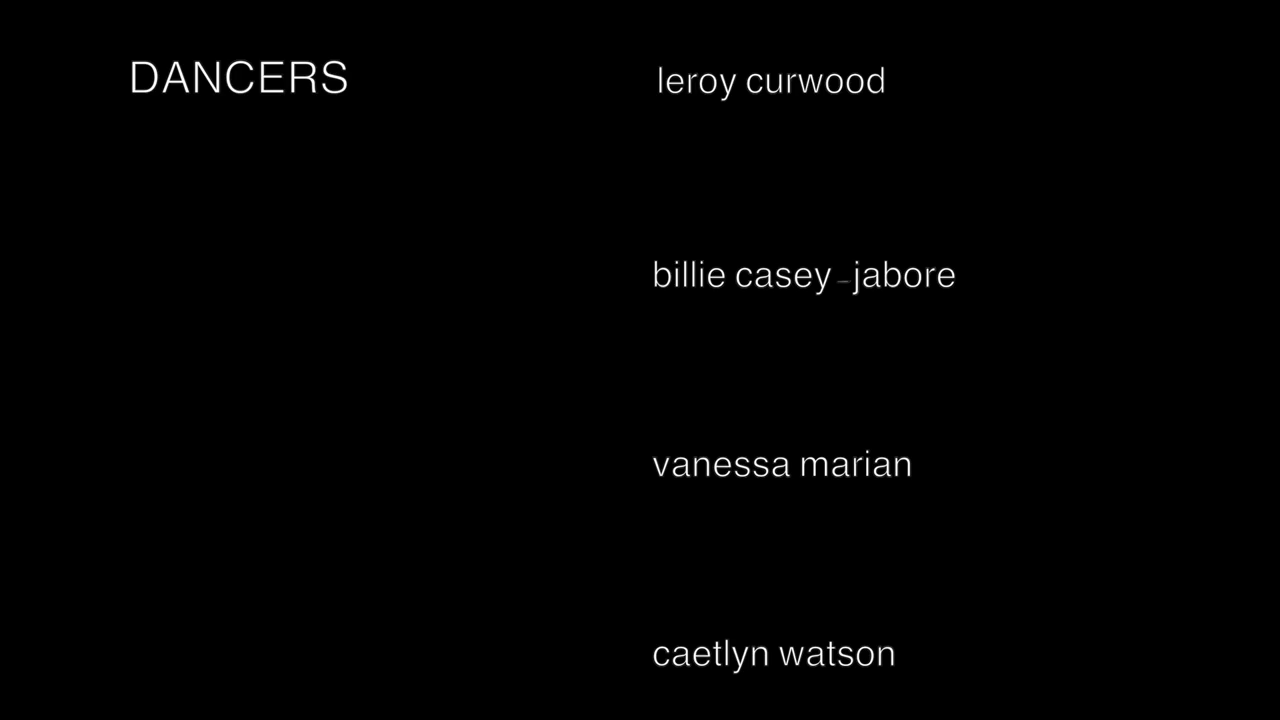 DANCERS
leroy curwood
billie casey-jabore
vanessa marian
caetlyn watson